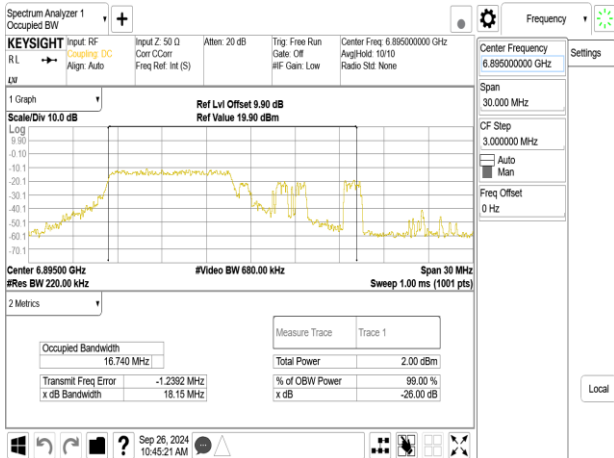 Spectrum Analyzer 1
Occupied BW
+
Frequency
KEYSIGHT
RL
LXI
Input: RF
Coupling: DC
Align: Auto
Input Z: 50 Ω
Corr CCorr
Freq Ref: Int (S)
Atten: 20 dB
Trig: Free Run
Gate: Off
#IF Gain: Low
Center Freq: 6.895000000 GHz
Avg|Hold: 10/10
Radio Std: None
Center Frequency
6.895000000 GHz
Settings
Span
30.000 MHz
CF Step
3.000000 MHz
Auto
Man
Freq Offset
0 Hz
Local
1 Graph
Scale/Div 10.0 dB
Ref Lvl Offset 9.90 dB
Ref Value 19.90 dBm
Log
9.90
-0.10
-10.1
-20.1
-30.1
-40.1
-50.1
-60.1
-70.1
Center 6.89500 GHz
#Video BW 680.00 kHz
Span 30 MHz
#Res BW 220.00 kHz
Sweep 1.00 ms (1001 pts)
2 Metrics
Measure Trace Trace 1
Occupied Bandwidth
16.740 MHz
Total Power 2.00 dBm
Transmit Freq Error -1.2392 MHz
% of OBW Power 99.00 %
x dB Bandwidth 18.15 MHz
x dB -26.00 dB
?
Sep 26, 2024
10:45:21 AM